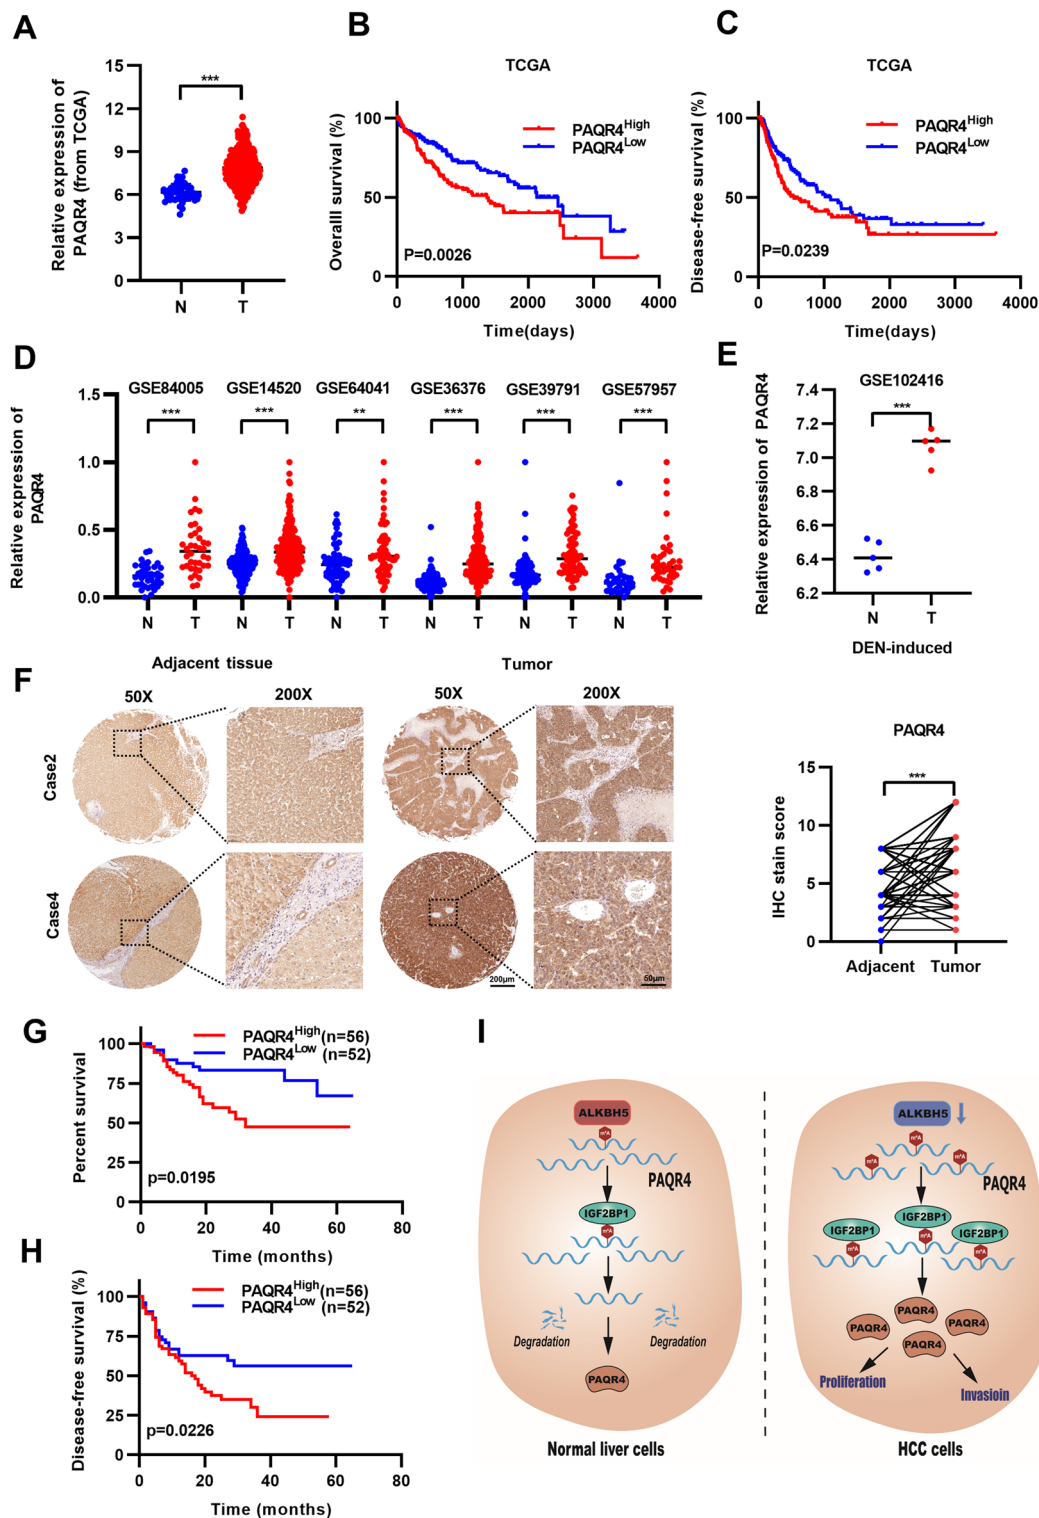 A
Relative expression of
PAQR4 (from TCGA)
15
12
9
6
3
0
***
N T
B
TCGA
Overalll survival (%)
100
50
0
PAQR4High
PAQR4Low
P=0.0026
0 1000 2000 3000 4000
Time(days)
C
TCGA
Disease-free survival (%)
100
50
0
PAQR4High
PAQR4Low
P=0.0239
0 1000 2000 3000 4000
Time(days)
D
Relative expression of
PAQR4
1.5
1.0
0.5
0.0
GSE84005 GSE14520 GSE64041 GSE36376 GSE39791 GSE57957
*** *** ** *** *** ***
N T N T N T N T N T N T
E
Relative expression of PAQR4
GSE102416
7.4
7.2
7.0
6.8
6.6
6.4
6.2
***
N T
DEN-induced
F
Adjacent tissue Tumor
50X 200X 50X 200X
Case2
Case4
200μm
50μm
PAQR4
IHC stain score
15
10
5
0
***
Adjacent Tumor
G
Percent survival
100
75
50
25
0
PAQR4High (n=56)
PAQR4Low (n=52)
p=0.0195
0 20 40 60 80
Time (months)
H
Disease-free survival (%)
100
75
50
25
0
PAQR4High (n=56)
PAQR4Low (n=52)
p=0.0226
0 20 40 60 80
Time (months)
I
ALKBH5
m⁶A
PAQR4
IGF2BP1
m⁶A
Degradation Degradation
PAQR4
Normal liver cells
ALKBH5
m⁶A
m⁶A m⁶A
PAQR4
IGF2BP1 IGF2BP1 IGF2BP1
m⁶A m⁶A m⁶A
PAQR4
PAQR4 PAQR4
PAQR4
Proliferation
Invasioin
HCC cells